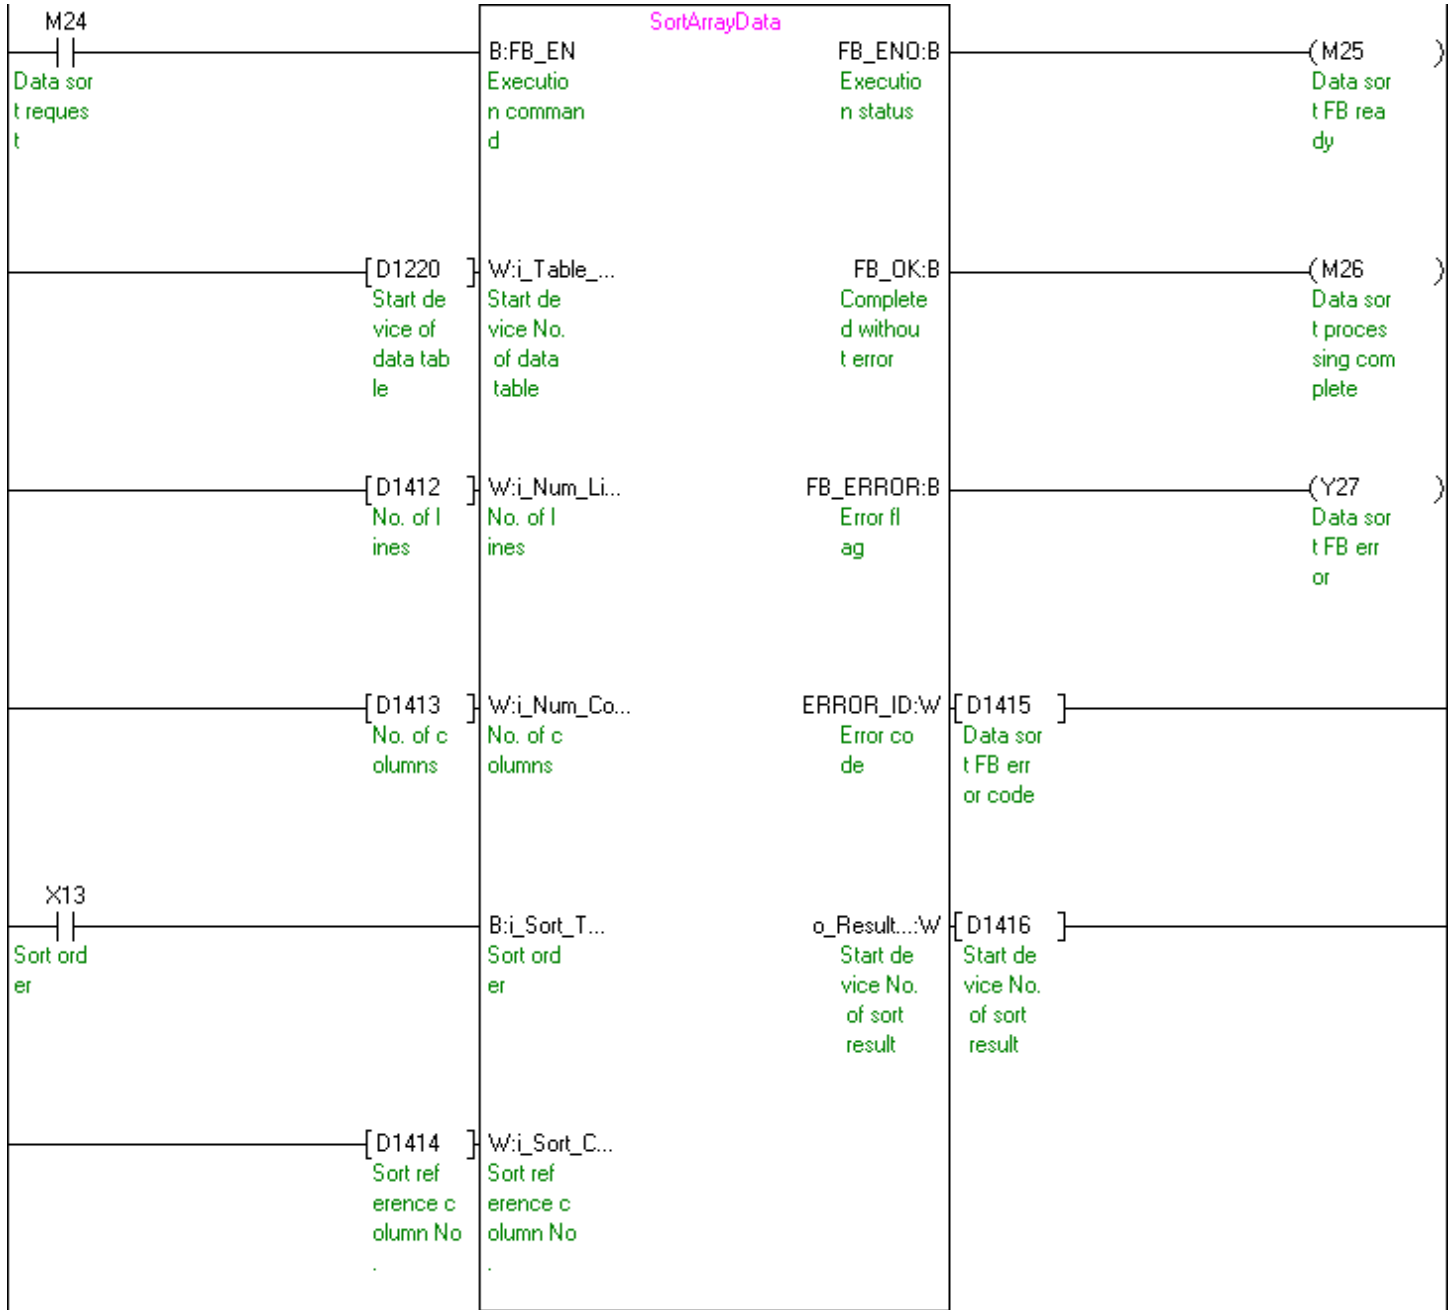 M24
SortArrayData
B:FB_EN
FB_ENO:B
M25
Data sor
t reques
t
Executio
n comman
d
Executio
n status
Data sor
t FB rea
dy
D1220
W:i_Table_...
FB_OK:B
M26
Start de
vice of
data tab
le
Start de
vice No.
of data
table
Complete
d withou
t error
Data sor
t proces
sing com
plete
D1412
W:i_Num_Li...
FB_ERROR:B
Y27
No. of l
ines
No. of l
ines
Error fl
ag
Data sor
t FB err
or
D1413
W:i_Num_Co...
ERROR_ID:W
D1415
No. of c
olumns
No. of c
olumns
Error co
de
Data sor
t FB err
or code
X13
B:i_Sort_T...
o_Result...:W
D1416
Sort ord
er
Sort ord
er
Start de
vice No.
of sort
result
Start de
vice No.
of sort
result
D1414
W:i_Sort_C...
Sort ref
erence c
olumn No
.
Sort ref
erence c
olumn No
.